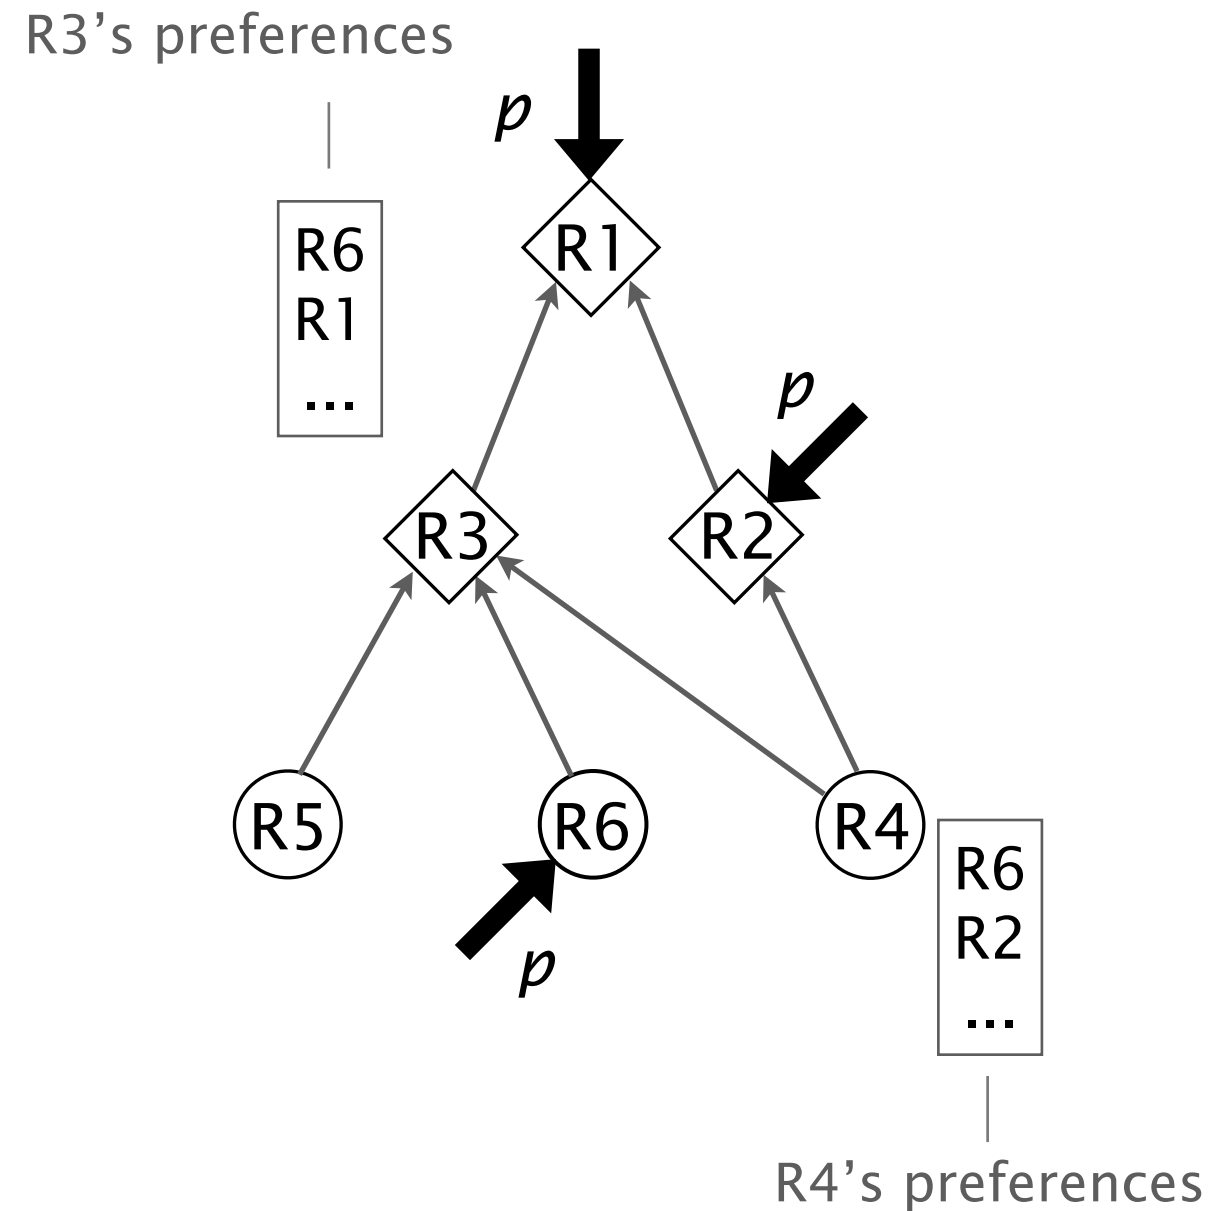 R3’s preferences
p
R1
R6
R1
...
p
R3
R2
R5
R6
R4
R6
R2
...
p
R4’s preferences